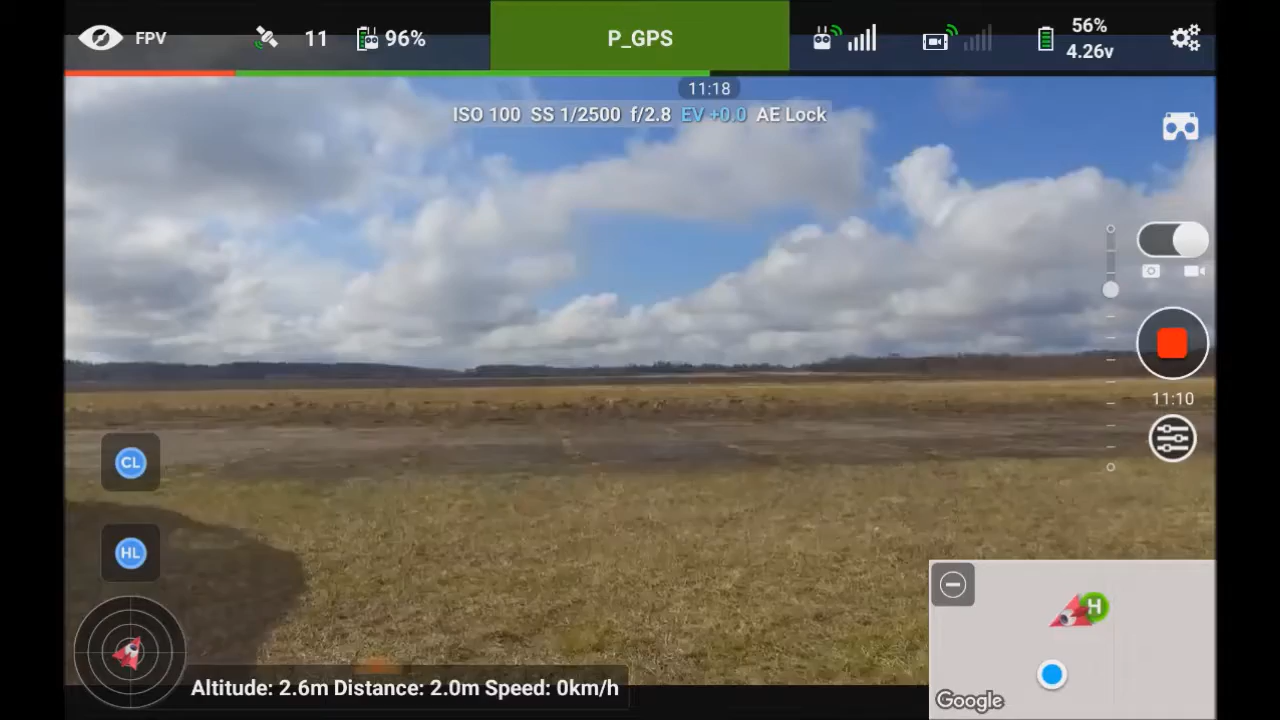 FPV
11
96%
P_GPS
56%
4.26v
11:18
ISO 100 SS 1/2500 f/2.8 EV +0.0 AE Lock
11:10
CL
HL
H
Altitude: 2.6m Distance: 2.0m Speed: 0km/h
Google